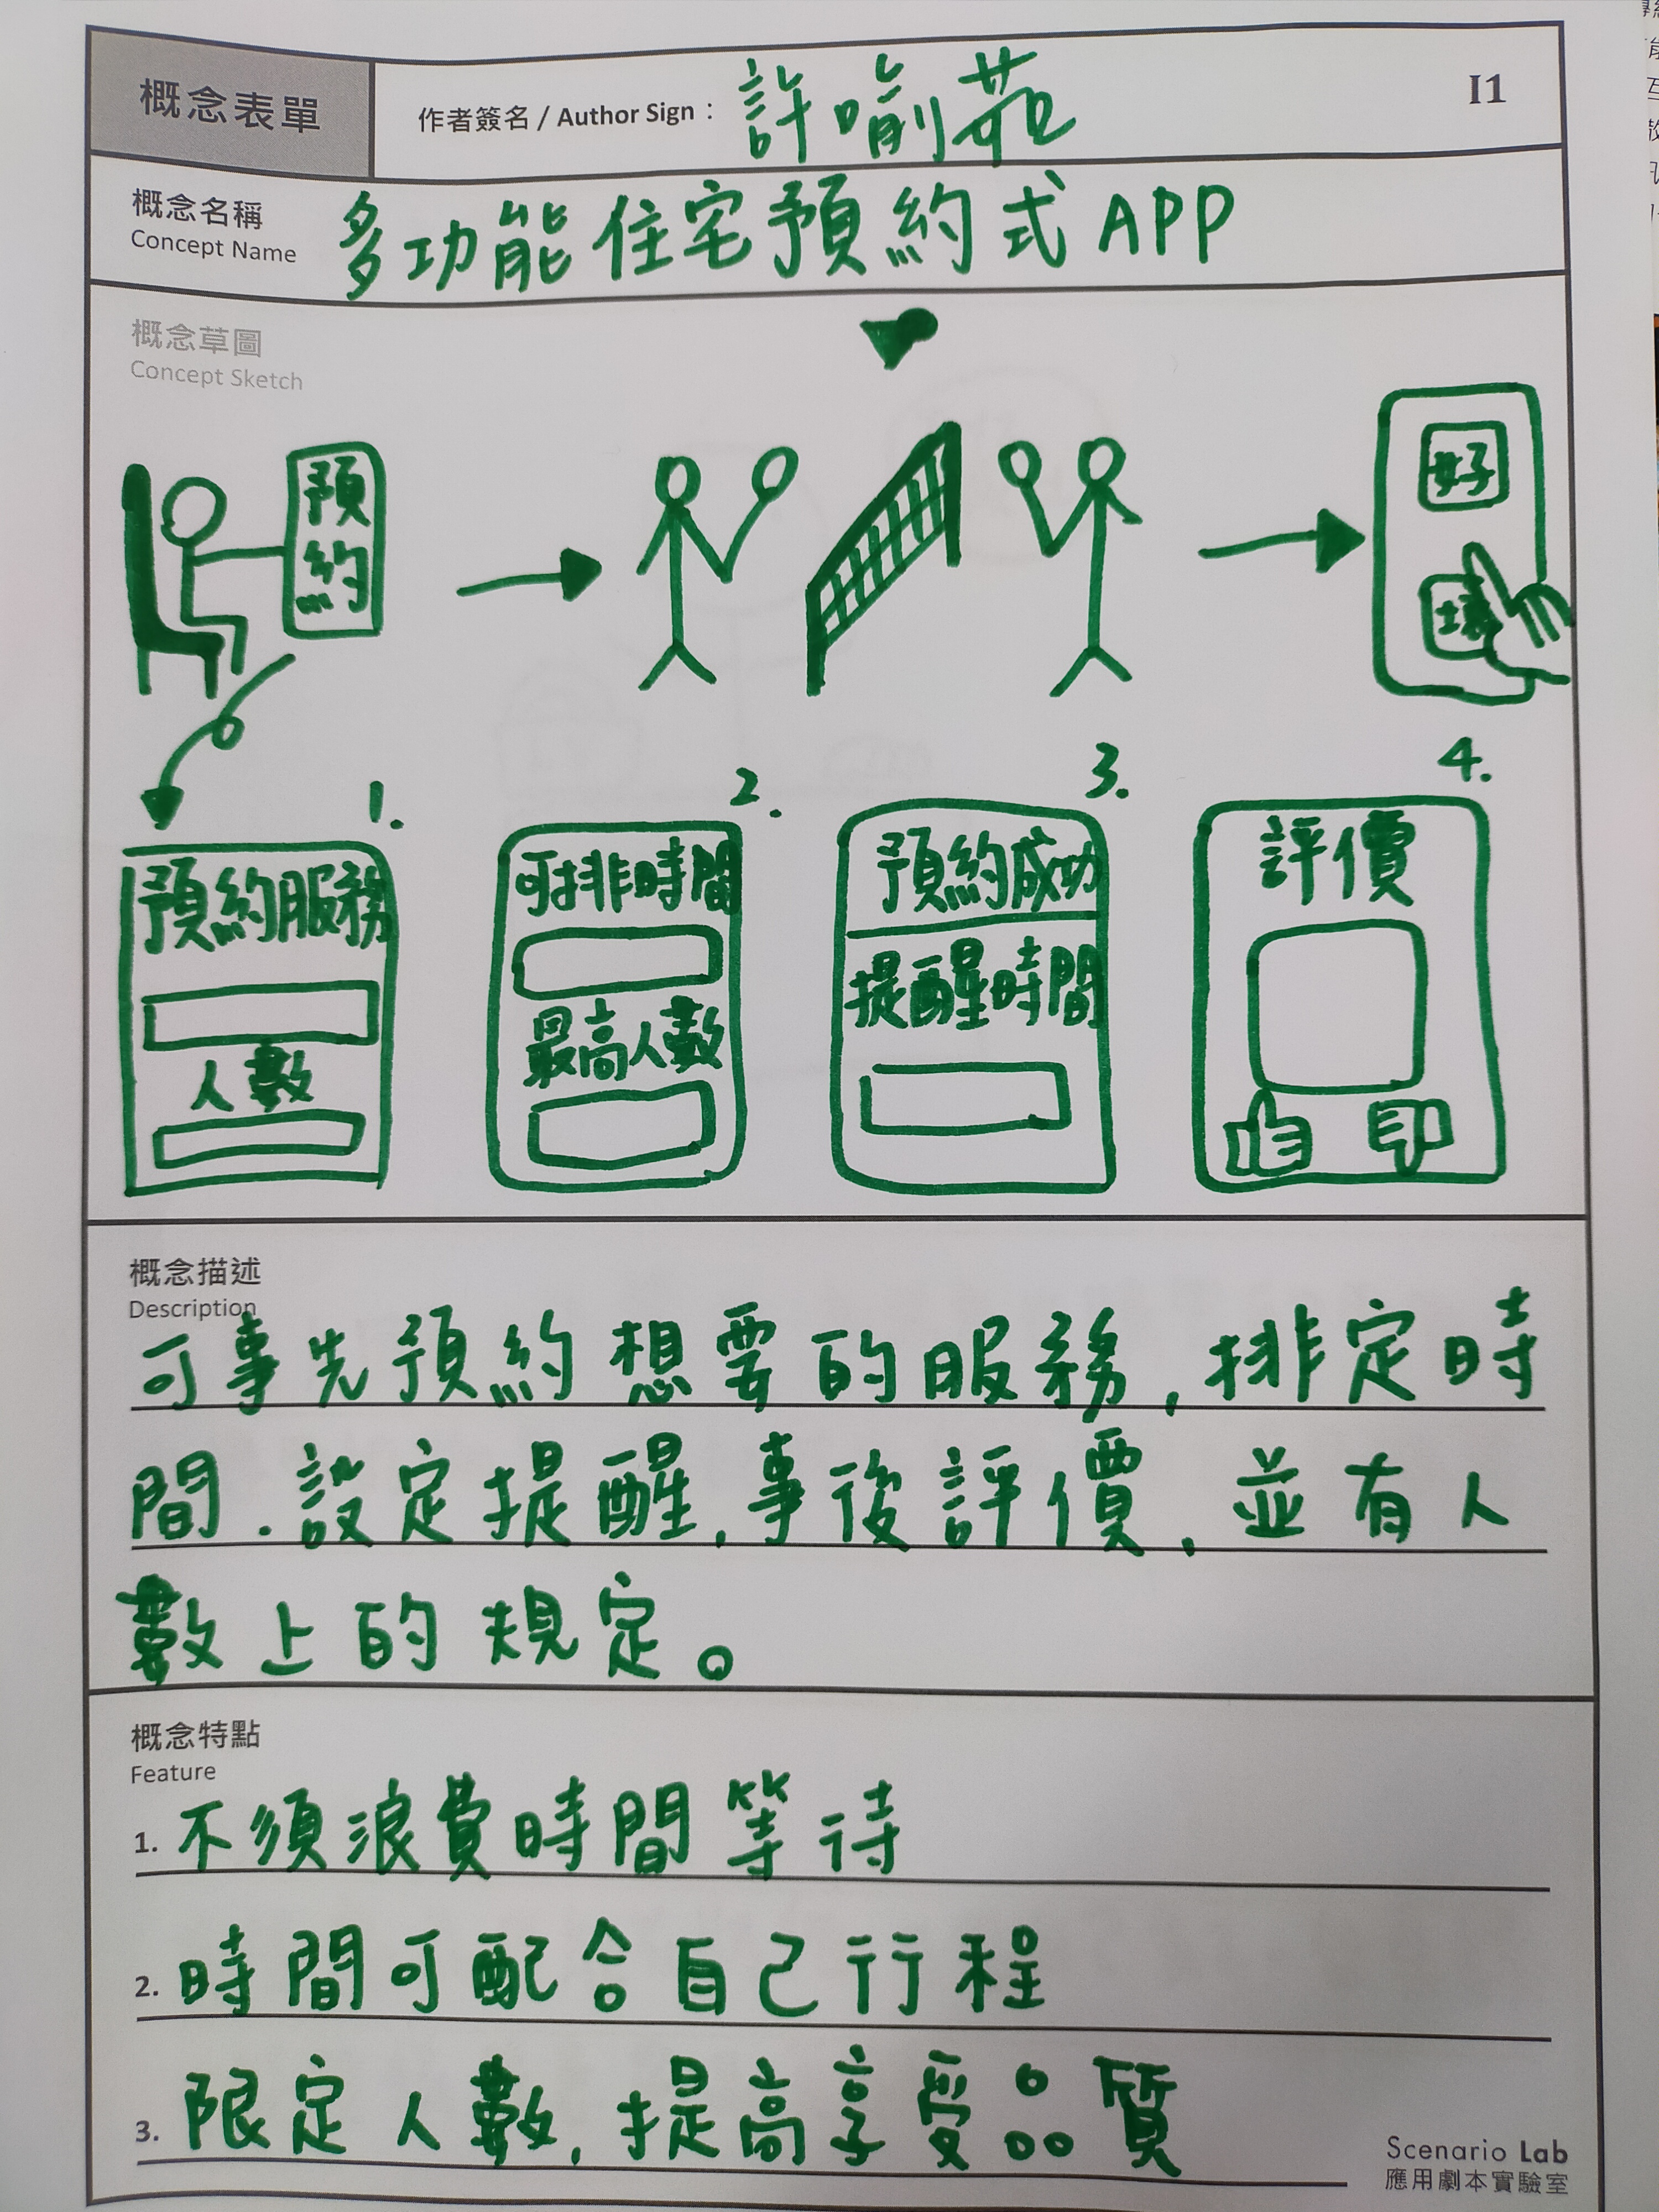 概念表單
作者簽名 / Author Sign：許喻菀
I1
概念名稱
Concept Name
多功能住宅預約式APP
概念草圖
Concept Sketch
預
約
好
壞
1.
預約服務
人數
2.
可排時間
最高人數
3.
預約成功
提醒時間
4.
評價
概念描述
Description
可事先預約想要的服務,排定時
間.設定提醒,事後評價,並有人
數上的規定。
概念特點
Feature
1. 不須浪費時間等待
2. 時間可配合自己行程
3. 限定人數,提高享受品質
Scenario Lab
應用劇本實驗室